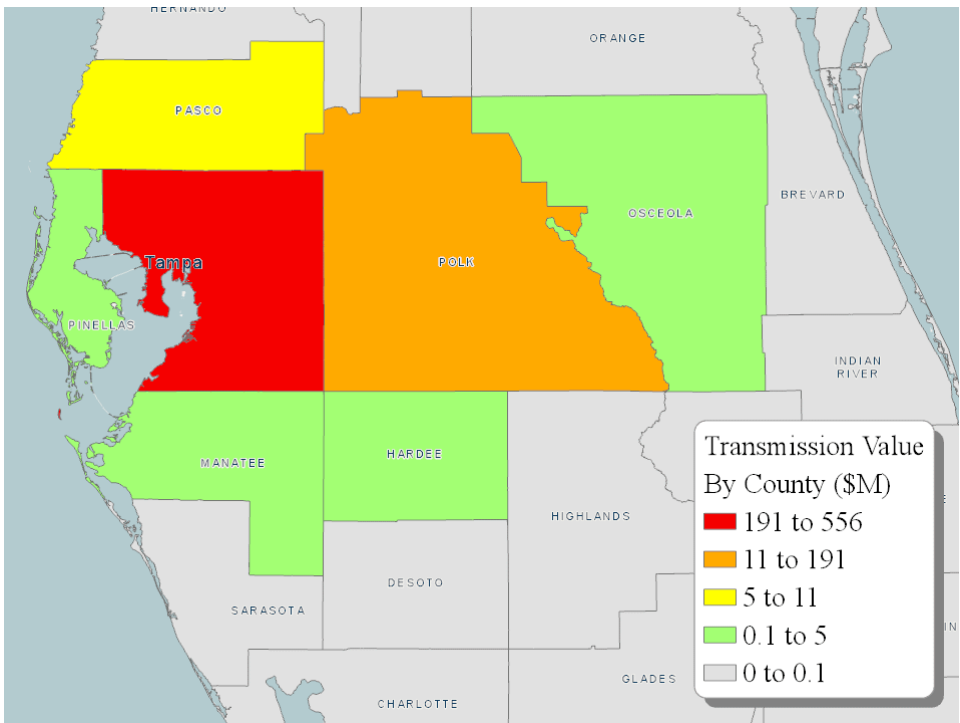 HERNANDO
ORANGE
PASCO
BREVARD
OSCEOLA
Tampa
POLK
PINELLAS
INDIAN
RIVER
MANATEE
HARDEE
HIGHLANDS
DESOTO
SARASOTA
GLADES
CHARLOTTE
Transmission Value
By County ($M)
191 to 556
11 to 191
5 to 11
0.1 to 5
0 to 0.1